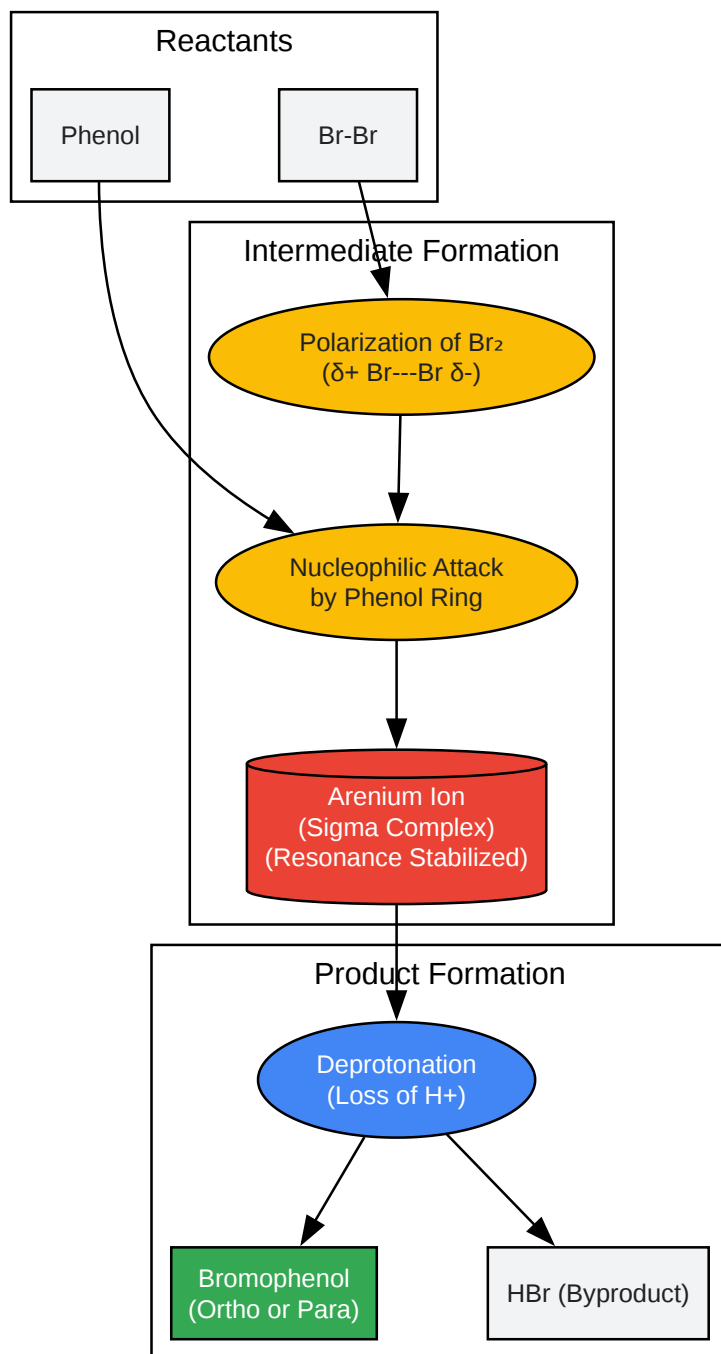 Reactants
Phenol
Br-Br
Intermediate Formation
Polarization of Br₂
(δ+ Br---Br δ-)
Nucleophilic Attack
by Phenol Ring
Arenium Ion
(Sigma Complex)
(Resonance Stabilized)
Product Formation
Deprotonation
(Loss of H+)
Bromophenol
(Ortho or Para)
HBr (Byproduct)